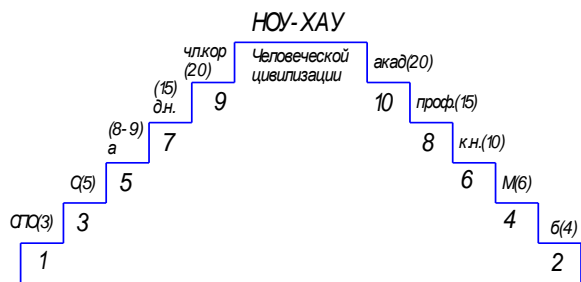 НОУ-ХАУ
Человеческой
цивилизации
чл.кор
(20)
9
(15)
д.н.
7
(8-9)
а
5
С(5)
3
СПО(3)
1
акад(20)
10
проф.(15)
8
к.н.(10)
6
М(6)
4
б(4)
2